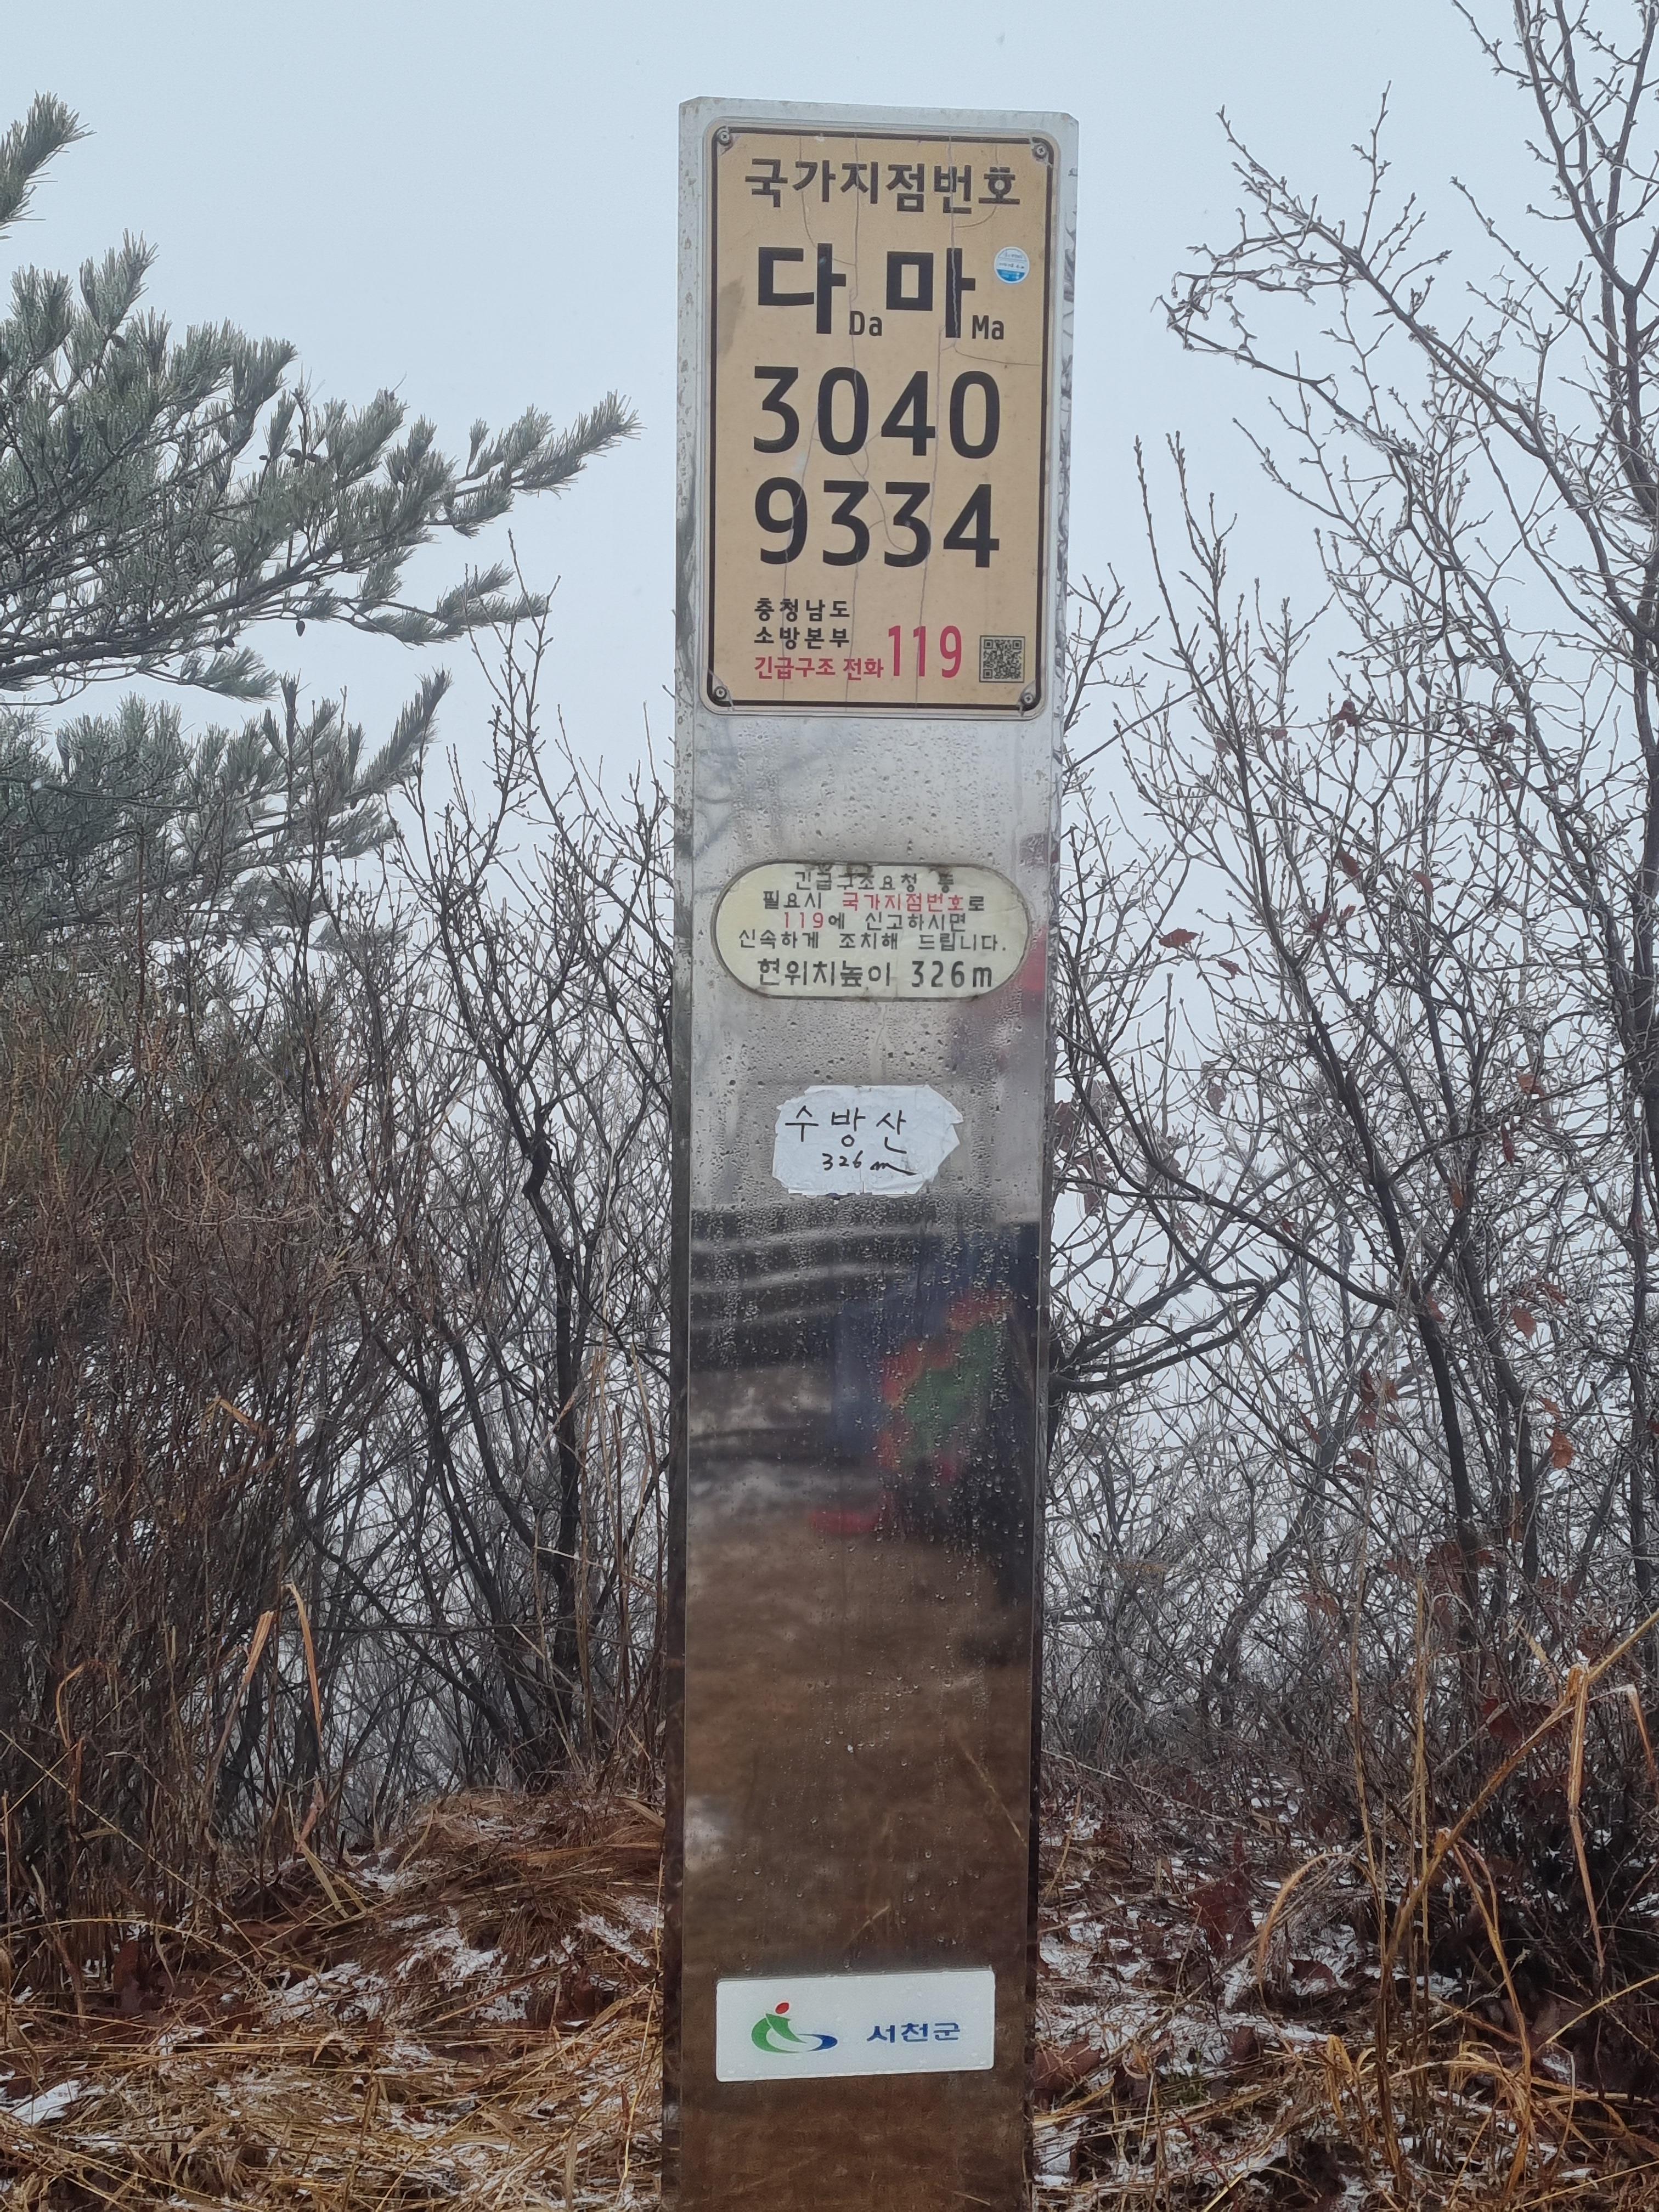 국가지점번호
다Da마Ma
3040
9334
충청남도
소방본부
긴급구조 전화 119
긴급구조요청 등
필요시 국가지점번호로
119에 신고하시면
신속하게 조치해 드립니다.
현위치높이 326m
수방산
326m
서천군